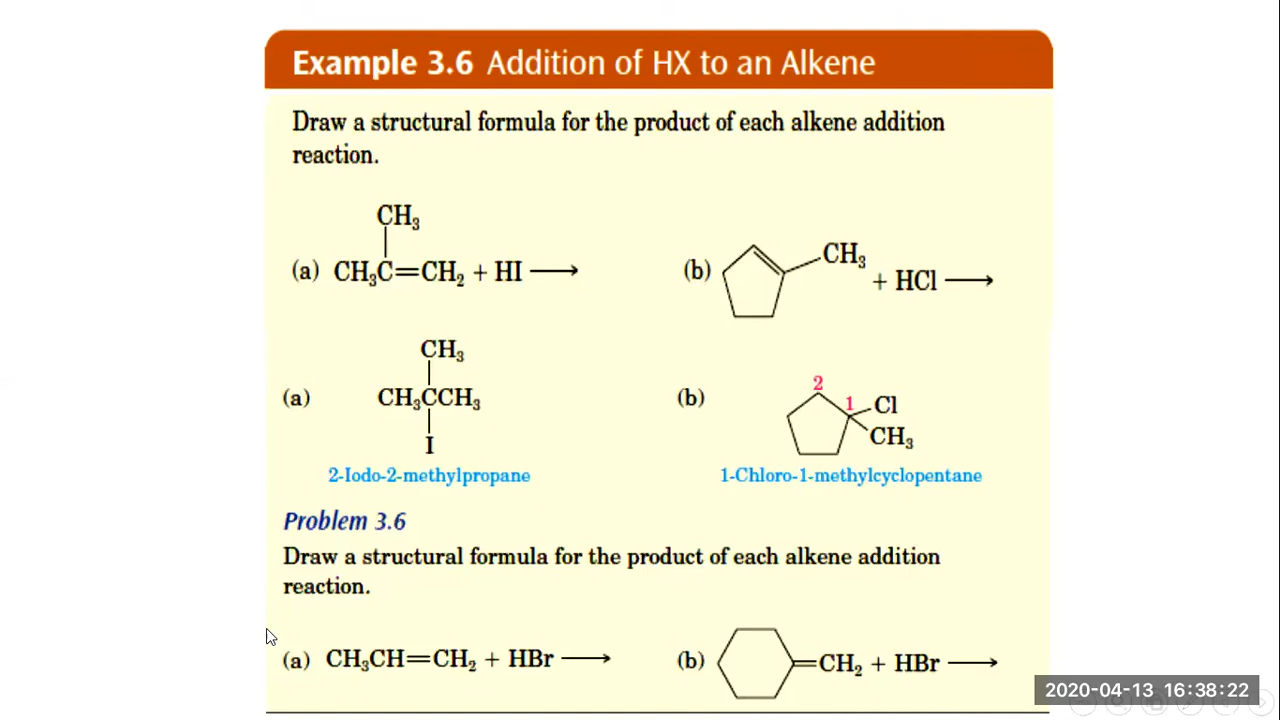 Example 3.6 Addition of HX to an Alkene
Draw a structural formula for the product of each alkene addition
reaction.
CH₃
(a) CH₃C=CH₂ + HI ⟶
(b) CH₃
+ HCl ⟶
CH₃
(a) CH₃CCH₃
I
2-Iodo-2-methylpropane
(b)
2
1 Cl
CH₃
1-Chloro-1-methylcyclopentane
Problem 3.6
Draw a structural formula for the product of each alkene addition
reaction.
(a) CH₃CH=CH₂ + HBr ⟶
(b) =CH₂ + HBr ⟶
2020-04-13 16:38:22